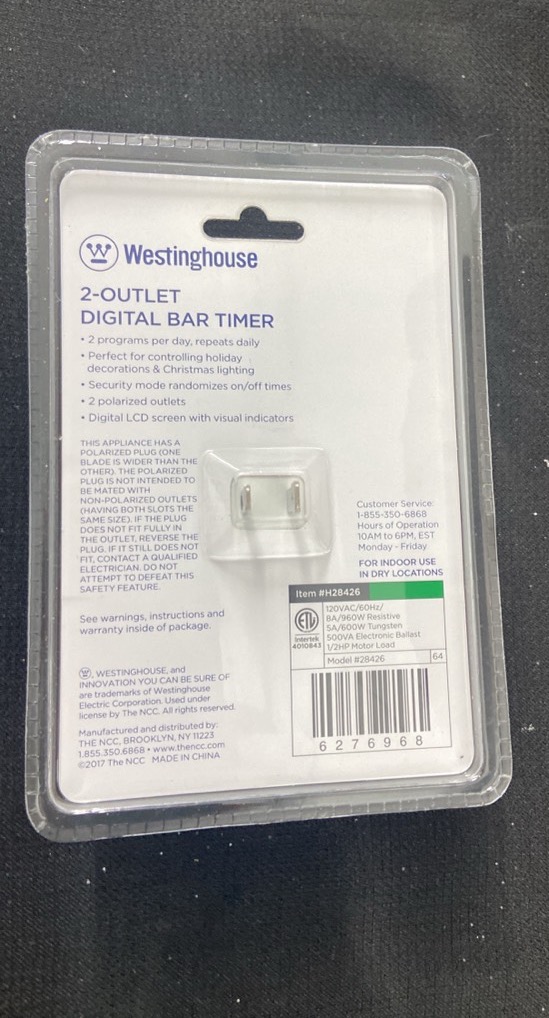 W Westinghouse
2-OUTLET
DIGITAL BAR TIMER
• 2 programs per day, repeats daily
• Perfect for controlling holiday
decorations & Christmas lighting
• Security mode randomizes on/off times
• 2 polarized outlets
• Digital LCD screen with visual indicators
THIS APPLIANCE HAS A
POLARIZED PLUG (ONE
BLADE IS WIDER THAN THE
OTHER). THE POLARIZED
PLUG IS NOT INTENDED TO
BE MATED WITH
NON-POLARIZED OUTLETS
(HAVING BOTH SLOTS THE
SAME SIZE). IF THE PLUG
DOES NOT FIT FULLY IN
THE OUTLET, REVERSE THE
PLUG. IF IT STILL DOES NOT
FIT, CONTACT A QUALIFIED
ELECTRICIAN. DO NOT
ATTEMPT TO DEFEAT THIS
SAFETY FEATURE.
See warnings, instructions and
warranty inside of package.
W, WESTINGHOUSE, and
INNOVATION YOU CAN BE SURE OF
are trademarks of Westinghouse
Electric Corporation. Used under
license by The NCC. All rights reserved.
Manufactured and distributed by:
THE NCC, BROOKLYN, NY 11223
1.855.350.6868 • www.thencc.com
©2017 The NCC MADE IN CHINA
Customer Service:
1-855-350-6868
Hours of Operation
10AM to 6PM, EST
Monday - Friday
FOR INDOOR USE
IN DRY LOCATIONS
Item #H28426
ETL
Intertek
4010843
120VAC/60Hz/
8A/960W Resistive
5A/600W Tungsten
500VA Electronic Ballast
1/2HP Motor Load
Model #28426
64
6 2 7 6 9 6 8